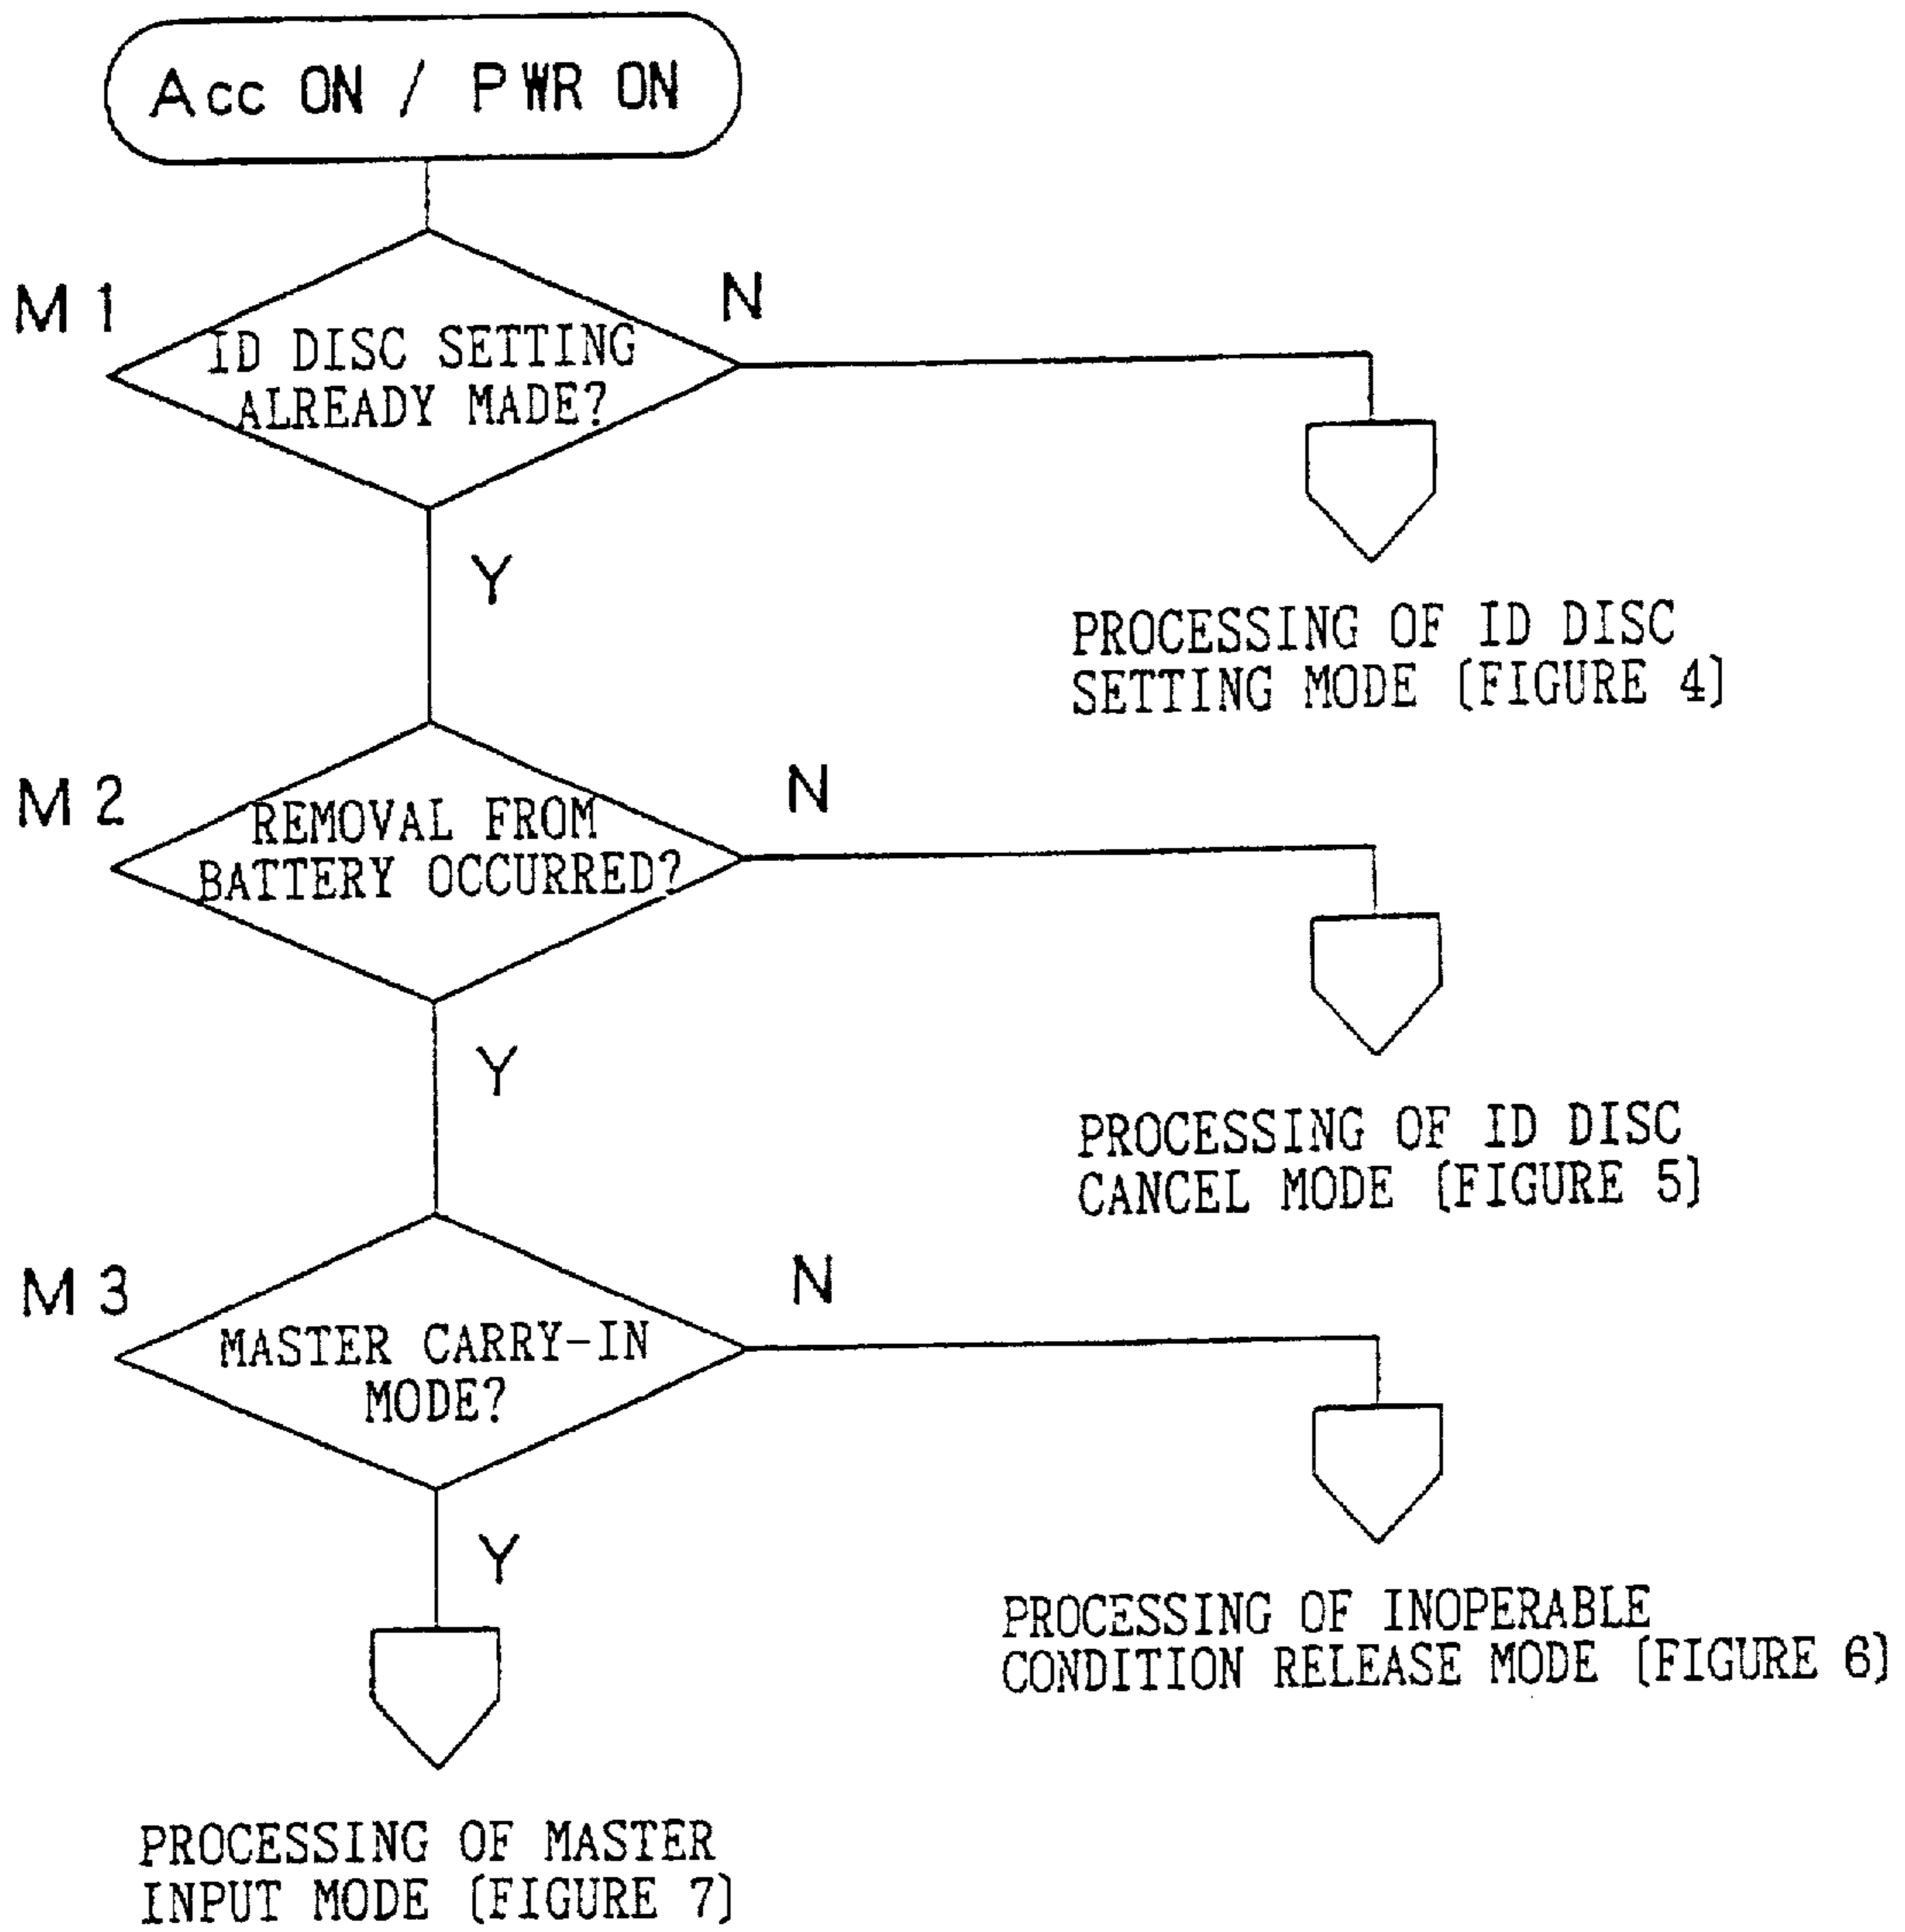 Acc ON / PWR ON
M1
N
ID DISC SETTING
ALREADY MADE?
Y
PROCESSING OF ID DISC
SETTING MODE (FIGURE 4)
M2
N
REMOVAL FROM
BATTERY OCCURRED?
Y
PROCESSING OF ID DISC
CANCEL MODE (FIGURE 5)
M3
N
MASTER CARRY-IN
MODE?
Y
PROCESSING OF INOPERABLE
CONDITION RELEASE MODE (FIGURE 6)
PROCESSING OF MASTER
INPUT MODE (FIGURE 7)